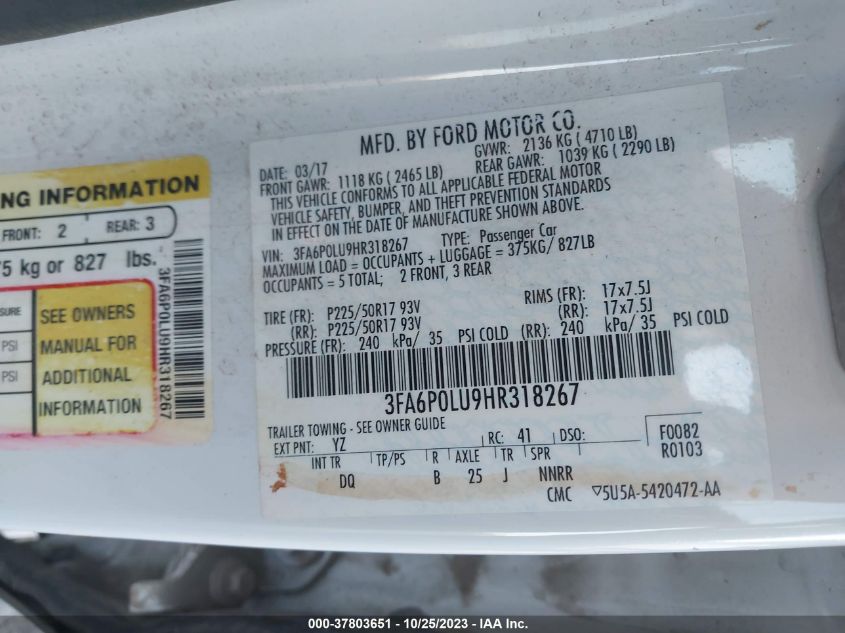 NG INFORMATION
FRONT: 2 REAR: 3
5 kg or 827 lbs.
SURE SEE OWNERS
PSI MANUAL FOR
PSI ADDITIONAL
INFORMATION
3FA6P0LU9HR318267
MFD. BY FORD MOTOR CO.
DATE: 03/17 GVWR: 2136 KG ( 4710 LB)
FRONT GAWR: 1118 KG ( 2465 LB) REAR GAWR: 1039 KG ( 2290 LB)
THIS VEHICLE CONFORMS TO ALL APPLICABLE FEDERAL MOTOR
VEHICLE SAFETY, BUMPER, AND THEFT PREVENTION STANDARDS
IN EFFECT ON THE DATE OF MANUFACTURE SHOWN ABOVE.
VIN: 3FA6P0LU9HR318267 TYPE: Passenger Car
MAXIMUM LOAD = OCCUPANTS + LUGGAGE = 375KG/ 827LB
OCCUPANTS = 5 TOTAL; 2 FRONT, 3 REAR
TIRE (FR): P225/50R17 93V RIMS (FR): 17x7.5J
(RR): P225/50R17 93V (RR): 17x7.5J
PRESSURE (FR): 240 kPa/ 35 PSI COLD (RR): 240 kPa/ 35 PSI COLD
3FA6P0LU9HR318267
TRAILER TOWING - SEE OWNER GUIDE
EXT PNT: YZ RC: 41 DSO: F0082
INT TR TP/PS R AXLE TR SPR R0103
DQ B 25 J NNRR
CMC ▽5U5A-5420472-AA
000-37803651 - 10/25/2023 - IAA Inc.